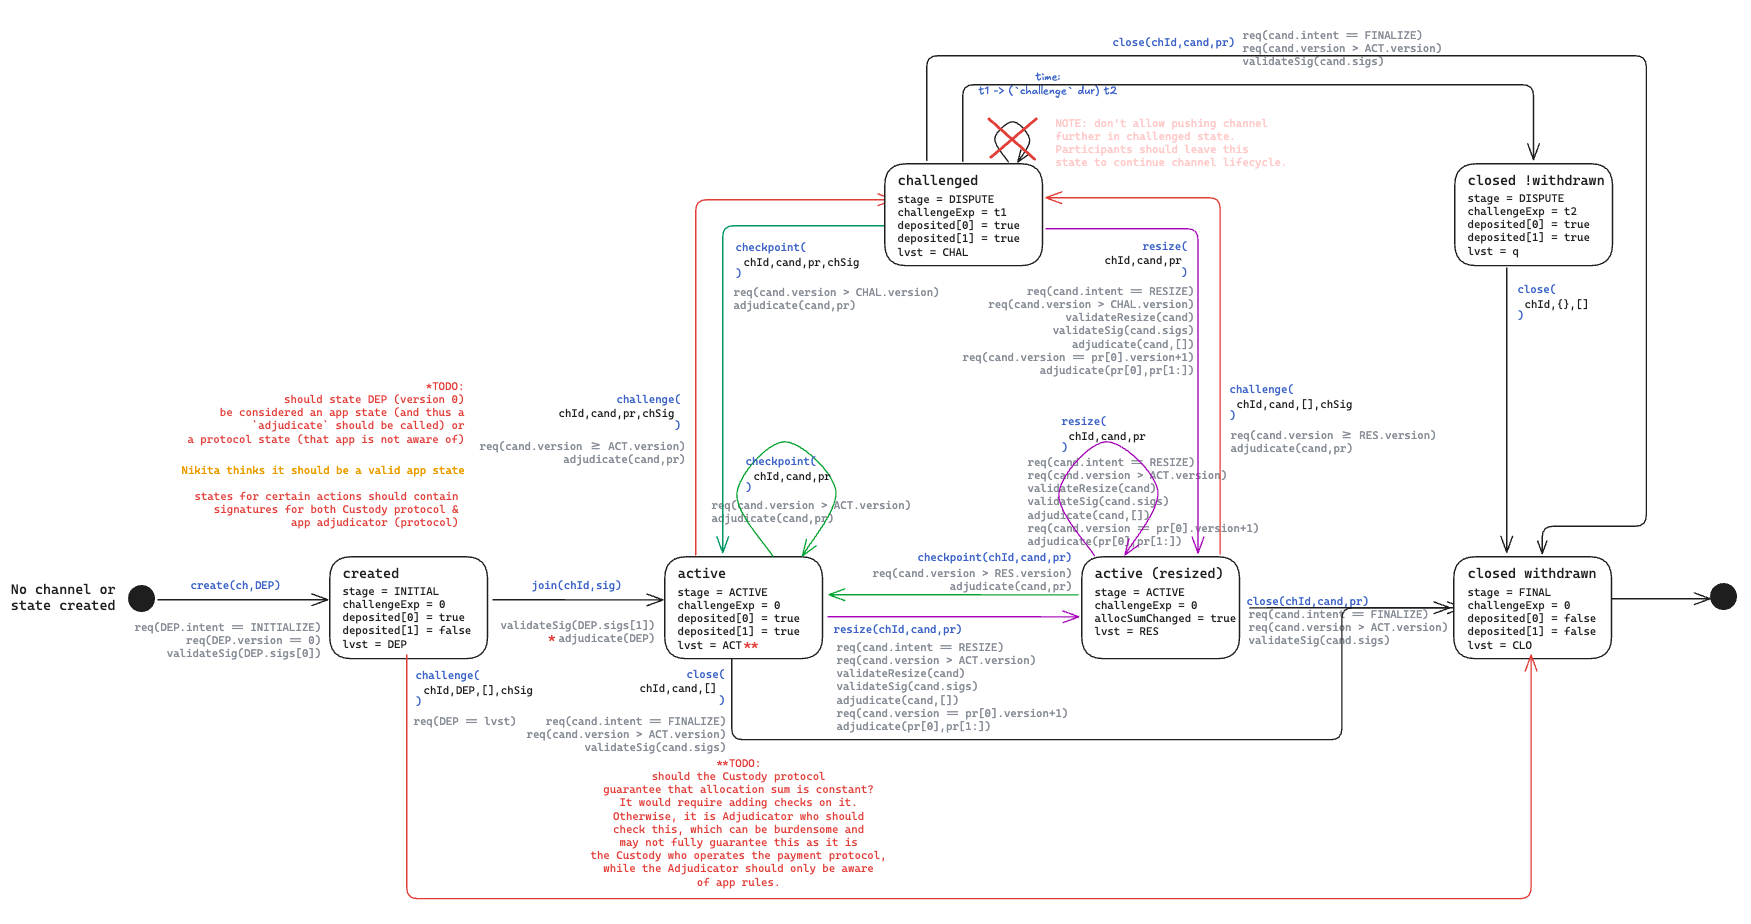 close(chId,cand,pr)
req(cand.intent == FINALIZE)
req(cand.version > ACT.version)
validateSig(cand.sigs)
time:
t1 -> (`challenge` dur) t2
NOTE: don't allow pushing channel
further in challenged state.
Participants should leave this
state to continue channel lifecycle.
challenged
stage = DISPUTE
challengeExp = t1
deposited[0] = true
deposited[1] = true
lvst = CHAL
closed !withdrawn
stage = DISPUTE
challengeExp = t2
deposited[0] = true
deposited[1] = true
lvst = q
checkpoint(
chId,cand,pr,chSig
)
req(cand.version > CHAL.version)
adjudicate(cand,pr)
resize(
chId,cand,pr
)
req(cand.intent == RESIZE)
req(cand.version > CHAL.version)
validateResize(cand)
validateSig(cand.sigs)
adjudicate(cand,[])
req(cand.version == pr[0].version+1)
adjudicate(pr[0],pr[1:])
close(
chId,{},[]
)
*TODO:
should state DEP (version 0)
be considered an app state (and thus a
`adjudicate` should be called) or
a protocol state (that app is not aware of)
Nikita thinks it should be a valid app state
states for certain actions should contain
signatures for both Custody protocol &
app adjudicator (protocol)
challenge(
chId,cand,pr,chSig
)
req(cand.version ≥ ACT.version)
adjudicate(cand,pr)
checkpoint(
chId,cand,pr
)
req(cand.version > ACT.version)
adjudicate(cand,pr)
resize(
chId,cand,pr
)
req(cand.intent == RESIZE)
req(cand.version > ACT.version)
validateResize(cand)
validateSig(cand.sigs)
adjudicate(cand,[])
req(cand.version == pr[0].version+1)
adjudicate(pr[0],pr[1:])
challenge(
chId,cand,[],chSig
)
req(cand.version ≥ RES.version)
adjudicate(cand,pr)
No channel or
state created
create(ch,DEP)
req(DEP.intent == INITIALIZE)
req(DEP.version == 0)
validateSig(DEP.sigs[0])
created
stage = INITIAL
challengeExp = 0
deposited[0] = true
deposited[1] = false
lvst = DEP
join(chId,sig)
validateSig(DEP.sigs[1])
* adjudicate(DEP)
active
stage = ACTIVE
challengeExp = 0
deposited[0] = true
deposited[1] = true
lvst = ACT**
checkpoint(chId,cand,pr)
req(cand.version > RES.version)
adjudicate(cand,pr)
resize(chId,cand,pr)
req(cand.intent == RESIZE)
req(cand.version > ACT.version)
validateResize(cand)
validateSig(cand.sigs)
adjudicate(cand,[])
req(cand.version == pr[0].version+1)
adjudicate(pr[0],pr[1:])
active (resized)
stage = ACTIVE
challengeExp = 0
allocSumChanged = true
lvst = RES
close(chId,cand,pr)
req(cand.intent == FINALIZE)
req(cand.version > ACT.version)
validateSig(cand.sigs)
closed withdrawn
stage = FINAL
challengeExp = 0
deposited[0] = false
deposited[1] = false
lvst = CLO
challenge(
chId,DEP,[],chSig
)
req(DEP == lvst)
close(
chId,cand,[]
)
req(cand.intent == FINALIZE)
req(cand.version > ACT.version)
validateSig(cand.sigs)
**TODO:
should the Custody protocol
guarantee that allocation sum is constant?
It would require adding checks on it.
Otherwise, it is Adjudicator who should
check this, which can be burdensome and
may not fully guarantee this as it is
the Custody who operates the payment protocol,
while the Adjudicator should only be aware
of app rules.